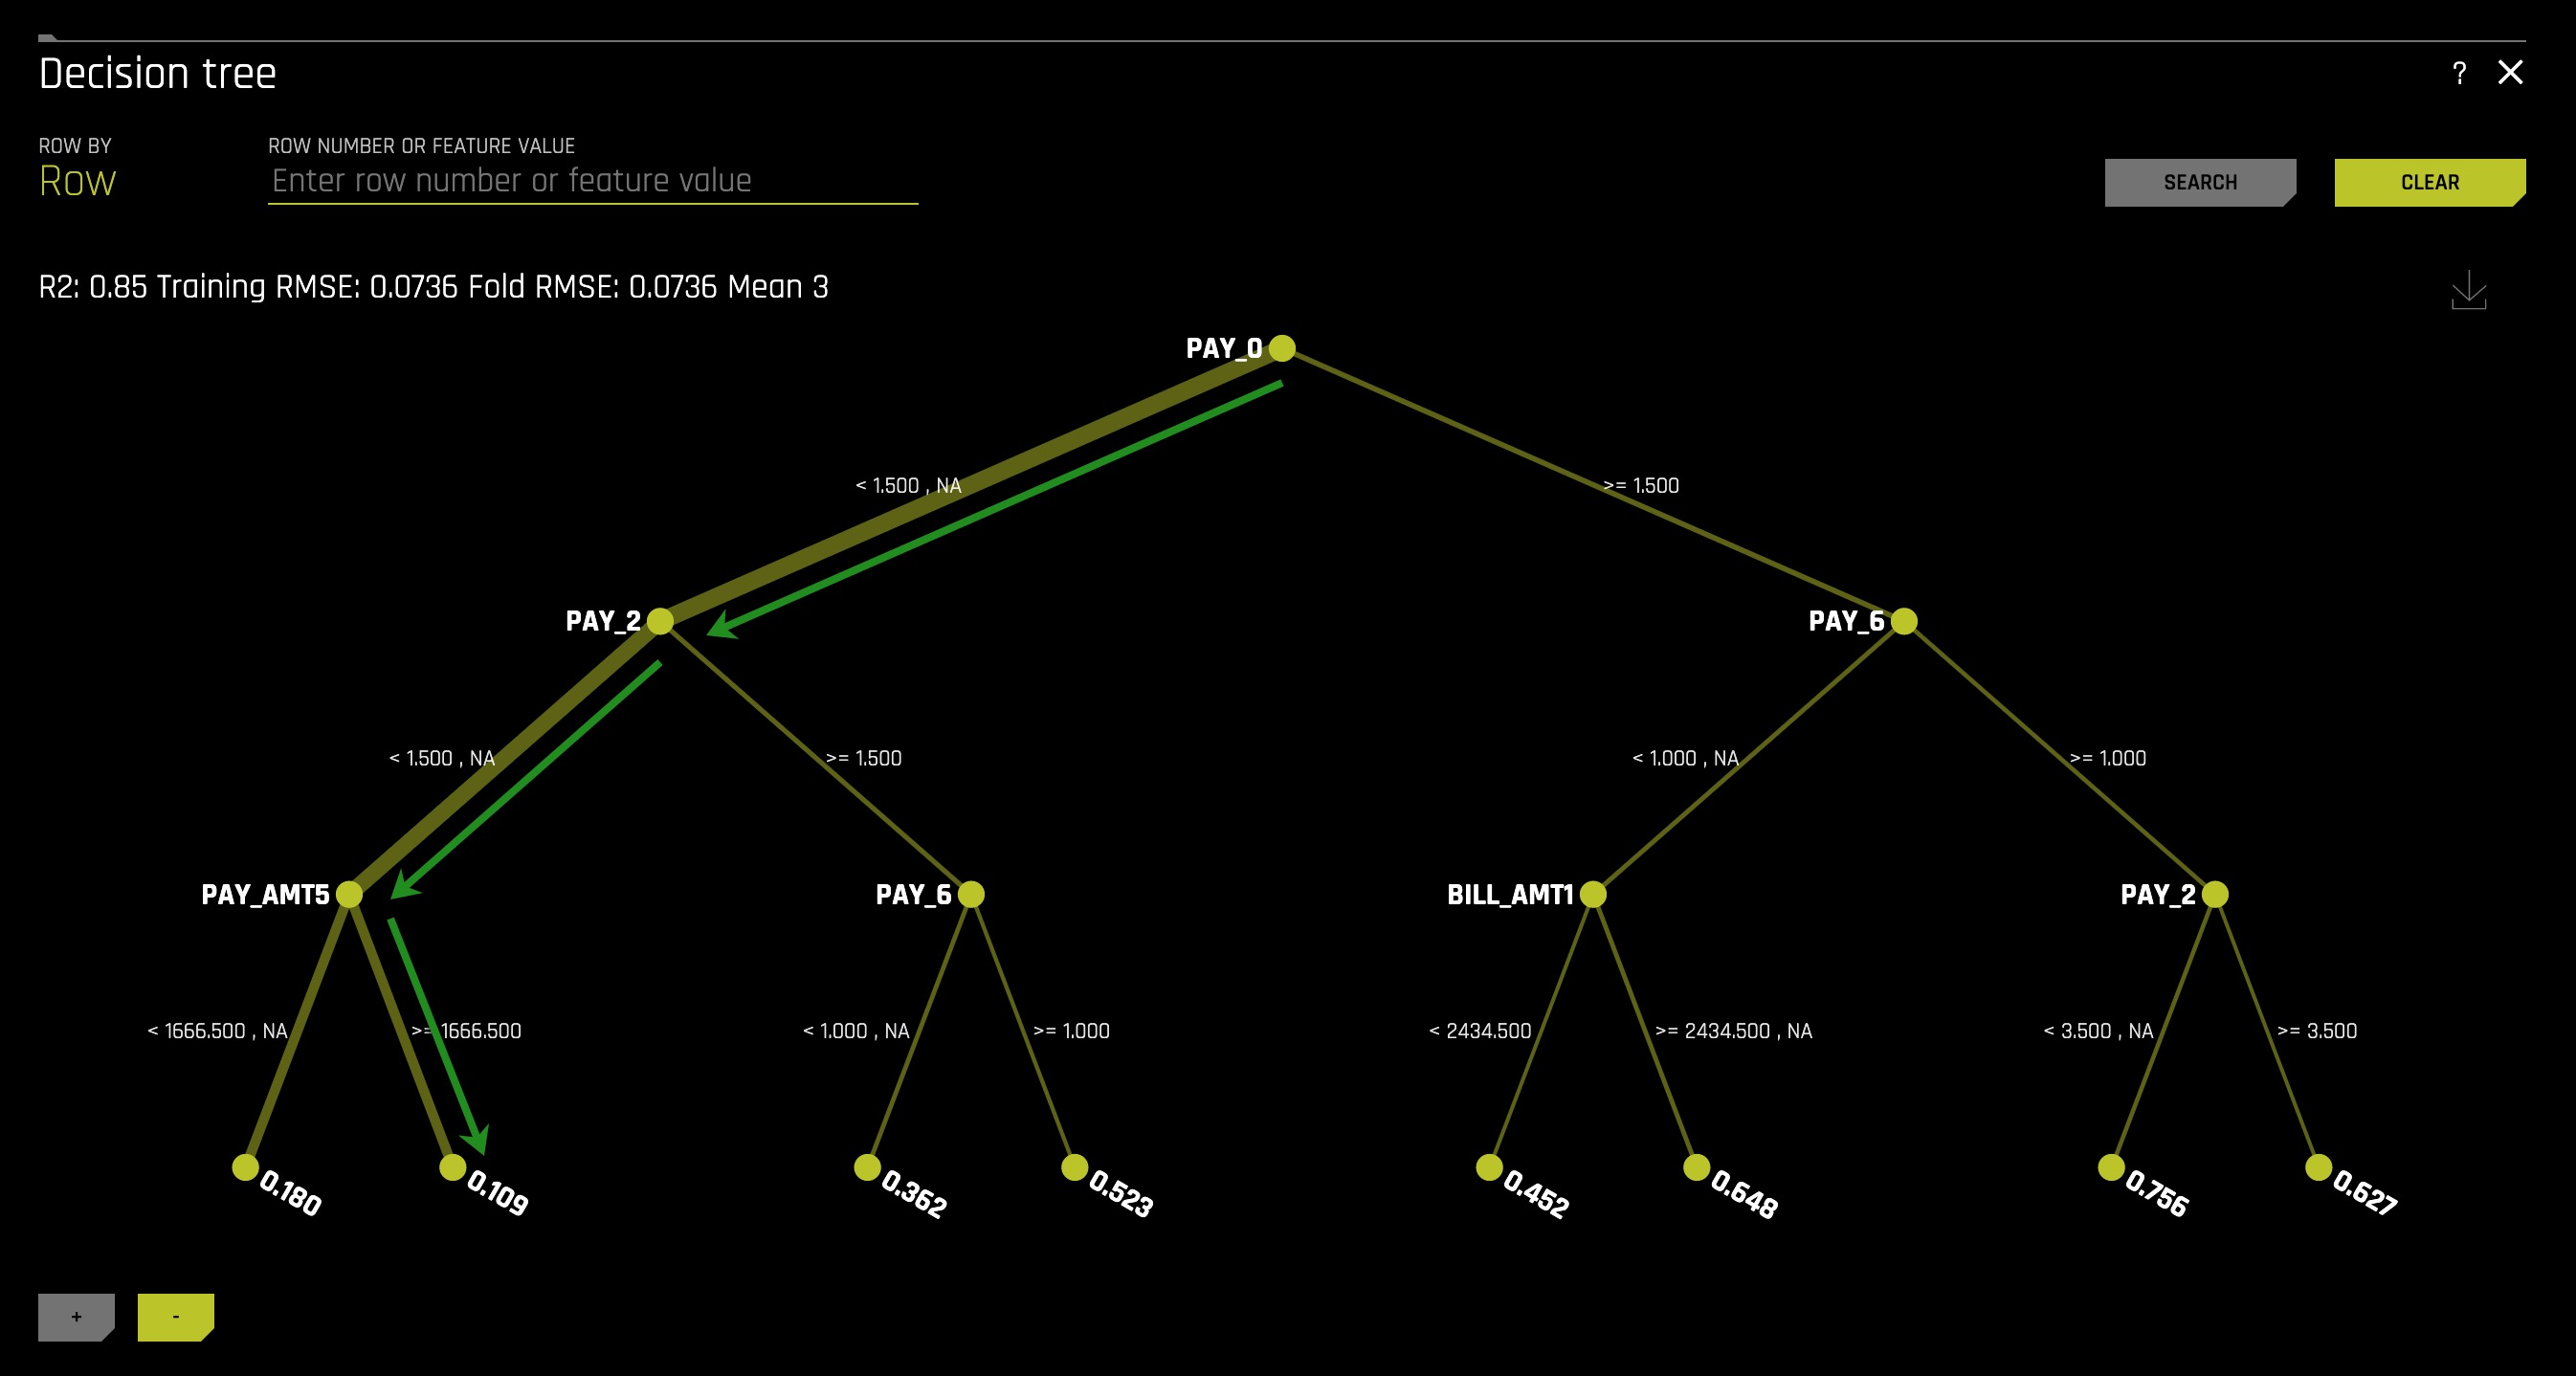 Decision tree
?
ROW BY
ROW NUMBER OR FEATURE VALUE
Row
Enter row number or feature value
SEARCH
CLEAR
R2: 0.85 Training RMSE: 0.0736 Fold RMSE: 0.0736 Mean 3
PAY_0
< 1.500 , NA
>= 1.500
PAY_2
PAY_6
< 1.500 , NA
>= 1.500
< 1.000 , NA
>= 1.000
PAY_AMT5
PAY_6
BILL_AMT1
PAY_2
< 1666.500 , NA
>= 1666.500
< 1.000 , NA
>= 1.000
< 2434.500
>= 2434.500 , NA
< 3.500 , NA
>= 3.500
0.180
0.109
0.362
0.523
0.452
0.648
0.756
0.627
+
-